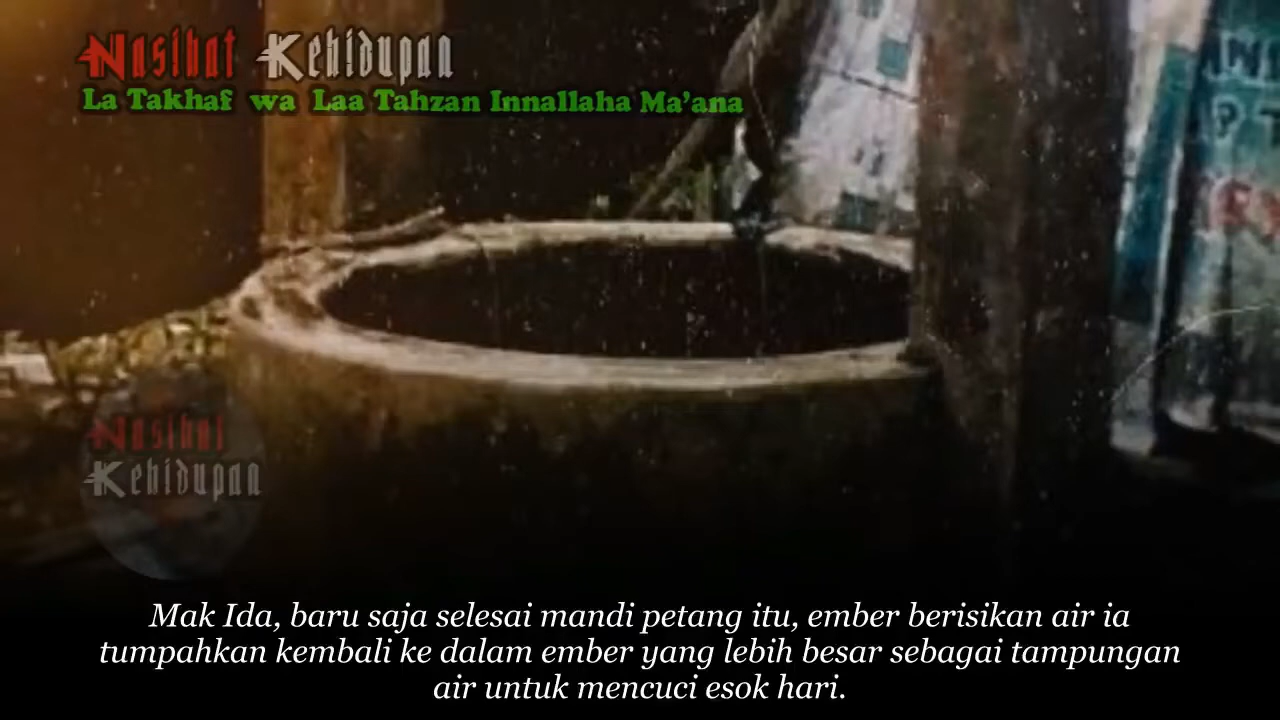 Nasihat Kehidupan
La Takhaf wa Laa Tahzan Innallaha Ma'ana
Nasihat
Kehidupan
Mak Ida, baru saja selesai mandi petang itu, ember berisikan air ia
tumpahkan kembali ke dalam ember yang lebih besar sebagai tampungan
air untuk mencuci esok hari.